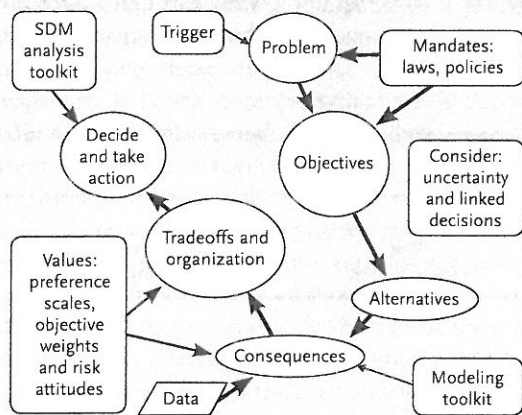 SDM
analysis
toolkit
Trigger
Problem
Mandates:
laws, policies
Decide
and take
action
Objectives
Consider:
uncertainty
and linked
decisions
Tradeoffs and
organization
Values:
preference
scales,
objective
weights
and risk
attitudes
Alternatives
Consequences
Data
Modeling
toolkit